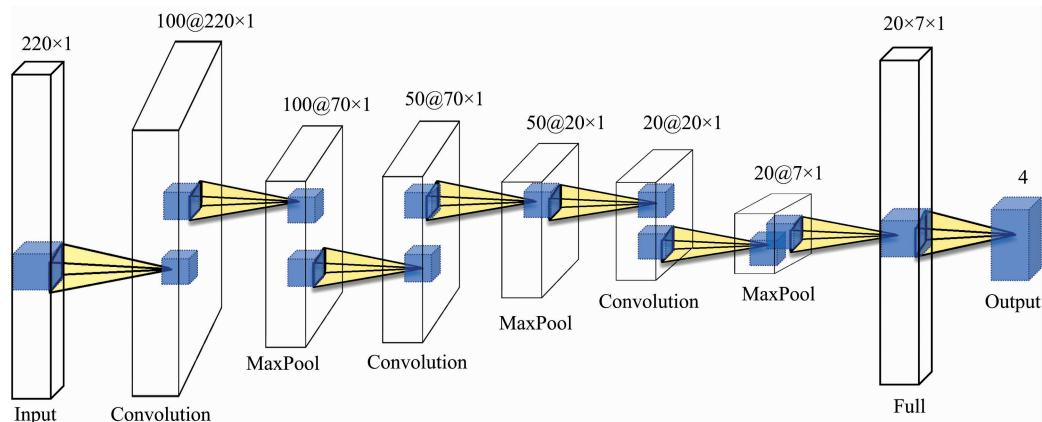 220×1
100@220×1
100@70×1
50@70×1
50@20×1
20@20×1
20@7×1
20×7×1
4
Input
Convolution
MaxPool
Convolution
MaxPool
Convolution
MaxPool
Full
Output